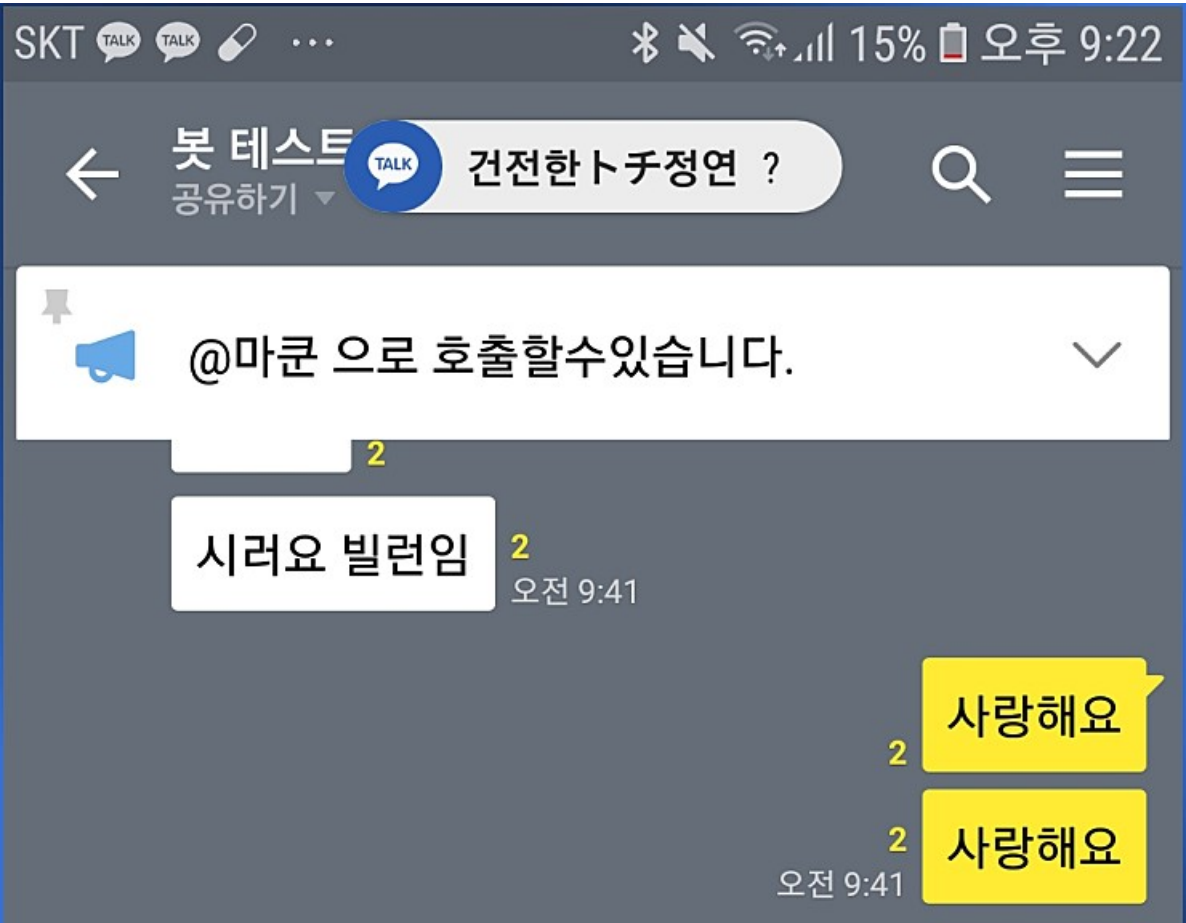 SKT TALK TALK ... 15% 오후 9:22
봇 테스트
공유하기
TALK 건전한トチ정연 ?
@마쿤 으로 호출할수있습니다.
2
시러요 빌런임
2
오전 9:41
사랑해요
2
사랑해요
2
오전 9:41